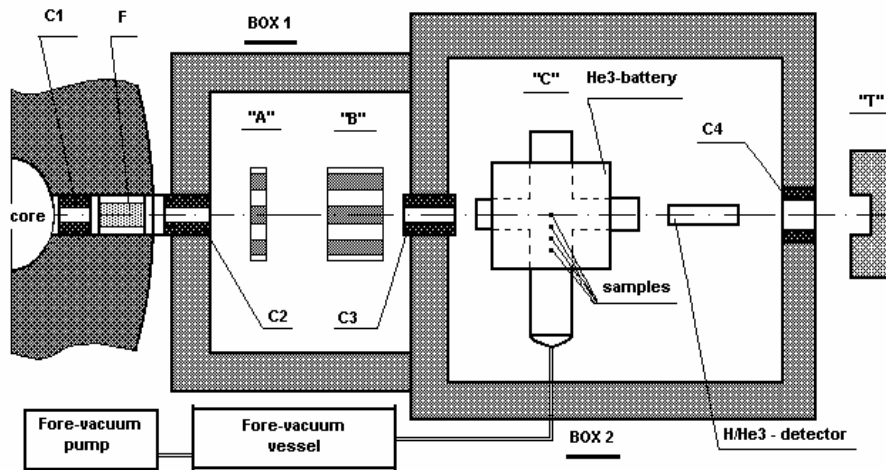 C1
F
BOX 1
"C"
He3-battery
"T"
"A"
"B"
C4
core
samples
C2
C3
Fore-vacuum
pump
Fore-vacuum
vessel
BOX 2
H/He3 - detector